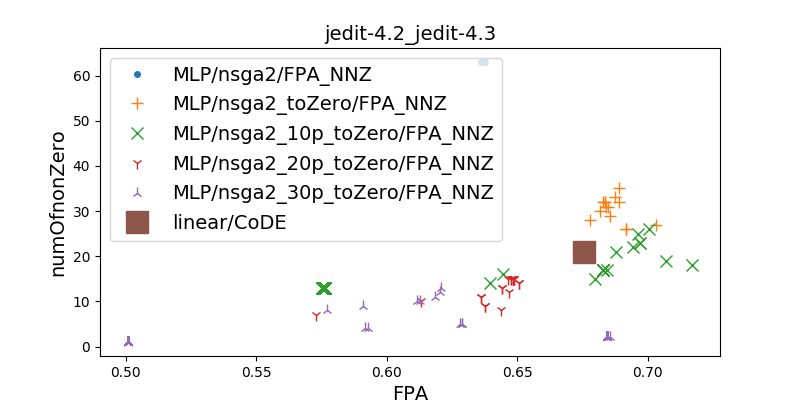 jedit-4.2_jedit-4.3
MLP/nsga2/FPA_NNZ
MLP/nsga2_toZero/FPA_NNZ
MLP/nsga2_10p_toZero/FPA_NNZ
MLP/nsga2_20p_toZero/FPA_NNZ
MLP/nsga2_30p_toZero/FPA_NNZ
linear/CoDE
numOfnonZero
60
50
40
30
20
10
0
0.50 0.55 0.60 0.65 0.70
FPA